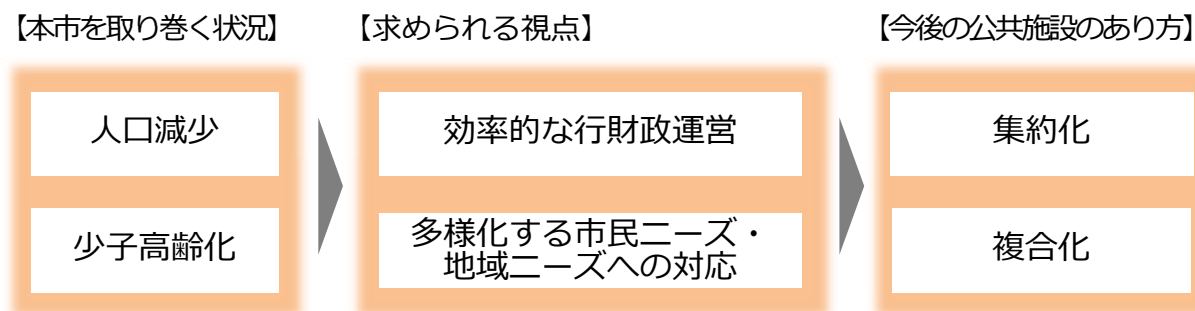 【本市を取り巻く状況】
【求められる視点】
【今後の公共施設のあり方】
人口減少
効率的な行財政運営
集約化
少子高齢化
多様化する市民ニーズ・
地域ニーズへの対応
複合化